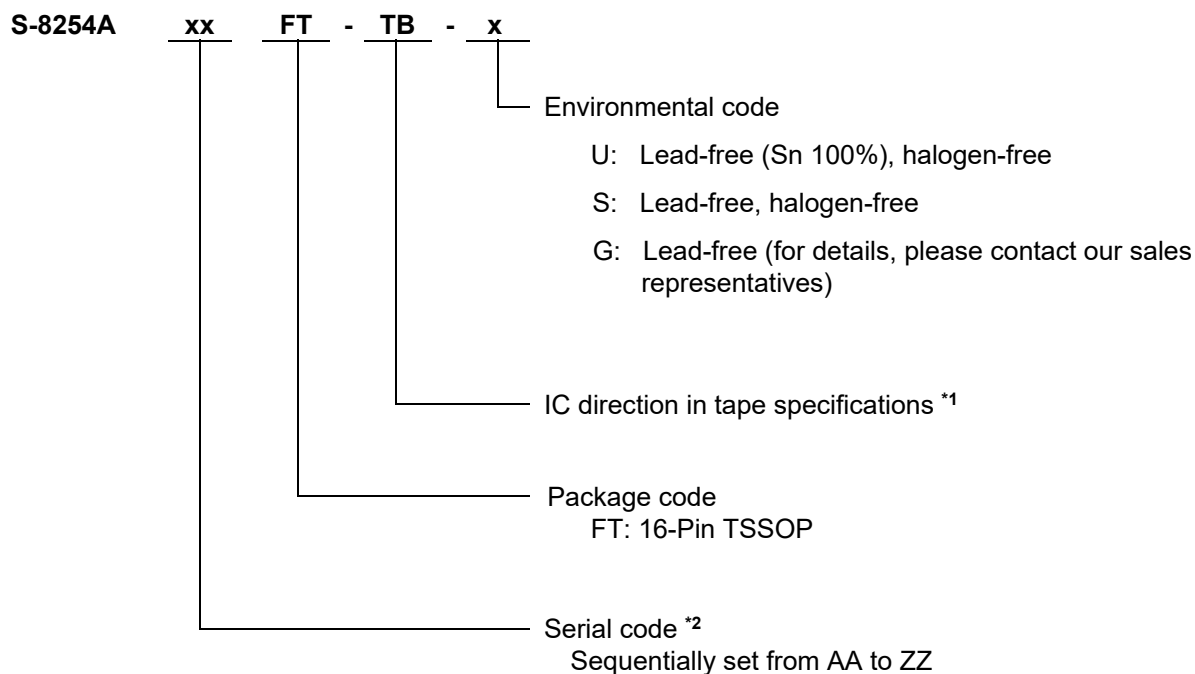 S-8254A xx FT - TB - x
Environmental code
U: Lead-free (Sn 100%), halogen-free
S: Lead-free, halogen-free
G: Lead-free (for details, please contact our sales
representatives)
IC direction in tape specifications *1
Package code
FT: 16-Pin TSSOP
Serial code *2
Sequentially set from AA to ZZ